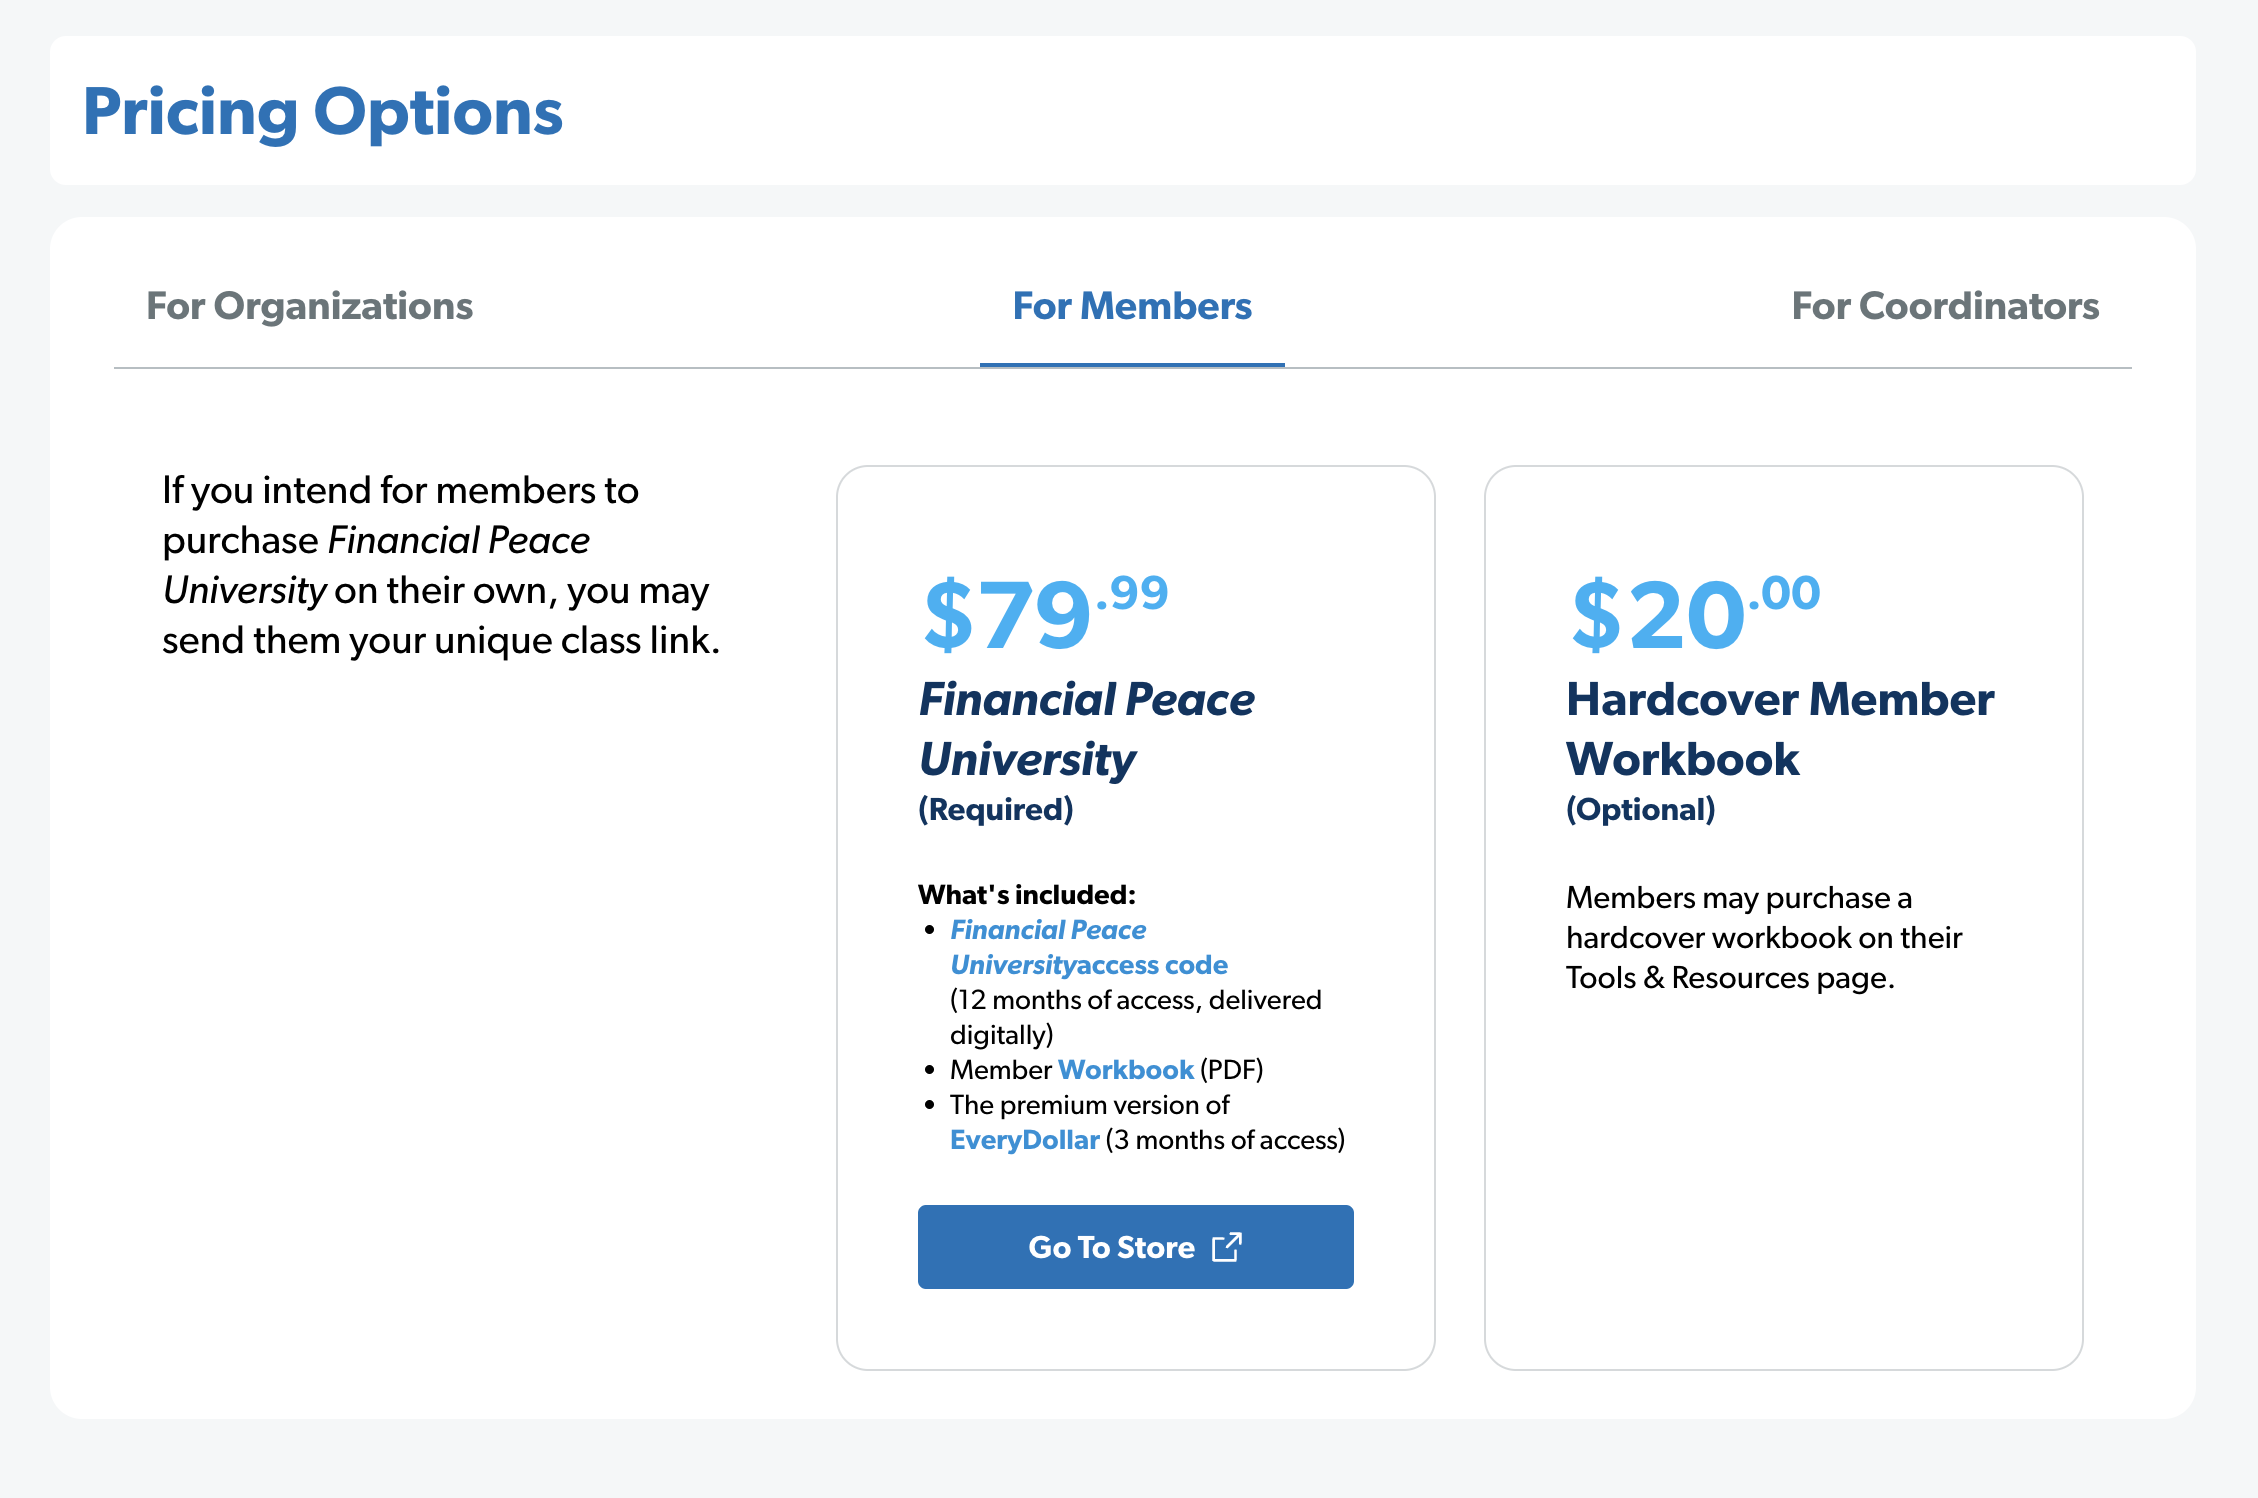 Pricing Options
For Organizations
For Members
For Coordinators
If you intend for members to
purchase Financial Peace
University on their own, you may
send them your unique class link.
$79.99
Financial Peace
University
(Required)
What's included:
• Financial Peace
Universityaccess code
(12 months of access, delivered
digitally)
• Member Workbook (PDF)
• The premium version of
EveryDollar (3 months of access)
Go To Store
$20.00
Hardcover Member
Workbook
(Optional)
Members may purchase a
hardcover workbook on their
Tools & Resources page.